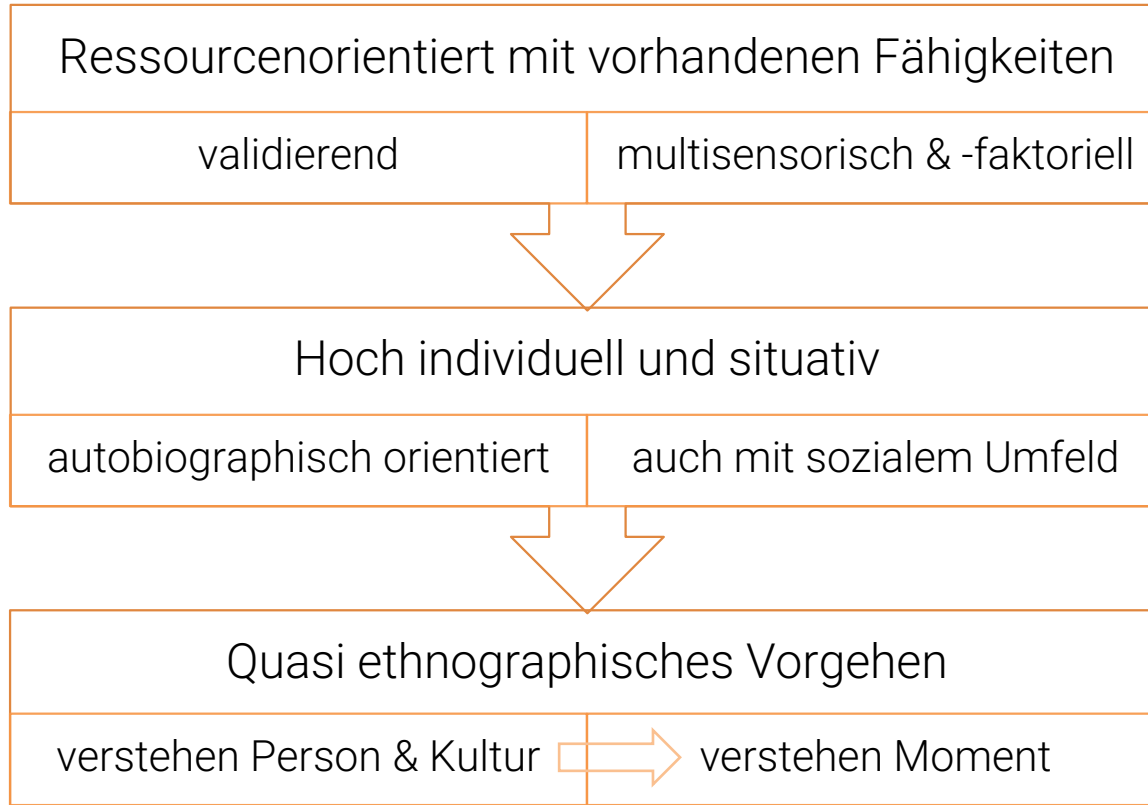 Ressourcenorientiert mit vorhandenen Fähigkeiten
validierend
multisensorisch & -faktoriell
Hoch individuell und situativ
autobiographisch orientiert
auch mit sozialem Umfeld
Quasi ethnographisches Vorgehen
verstehen Person & Kultur
verstehen Moment